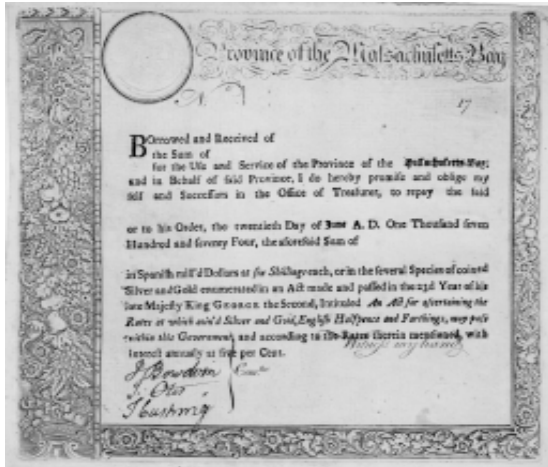 Province of the Massachusetts Bay
N.
17
BOrrowed and Received of
the Sum of
for the Use and Service of the Province of the Massachusetts-Bay;
and in Behalf of said Province, I do hereby promise and oblige my
self and Successors in the Office of Treasurer, to repay the said
or to his Order, the twentieth Day of June A. D. One Thousand seven
Hundred and seventy Four, the aforesaid Sum of
in Spanish mill'd Dollars at six Shillings each, or in the several Species of coined
Silver and Gold enumerated in an Act made and passed in the 23d Year of his
late Majesty King GEORGE the Second, Intituled An Act for ascertaining the
Rates at which coin'd Silver and Gold, English Halfpence and Farthings, may pass
within this Government, and according to the Rates therein mentioned, with
Interest annually at five per Cent.
Witness my hand
J Bowdoin
J. Otis
T Cushing
Comtee